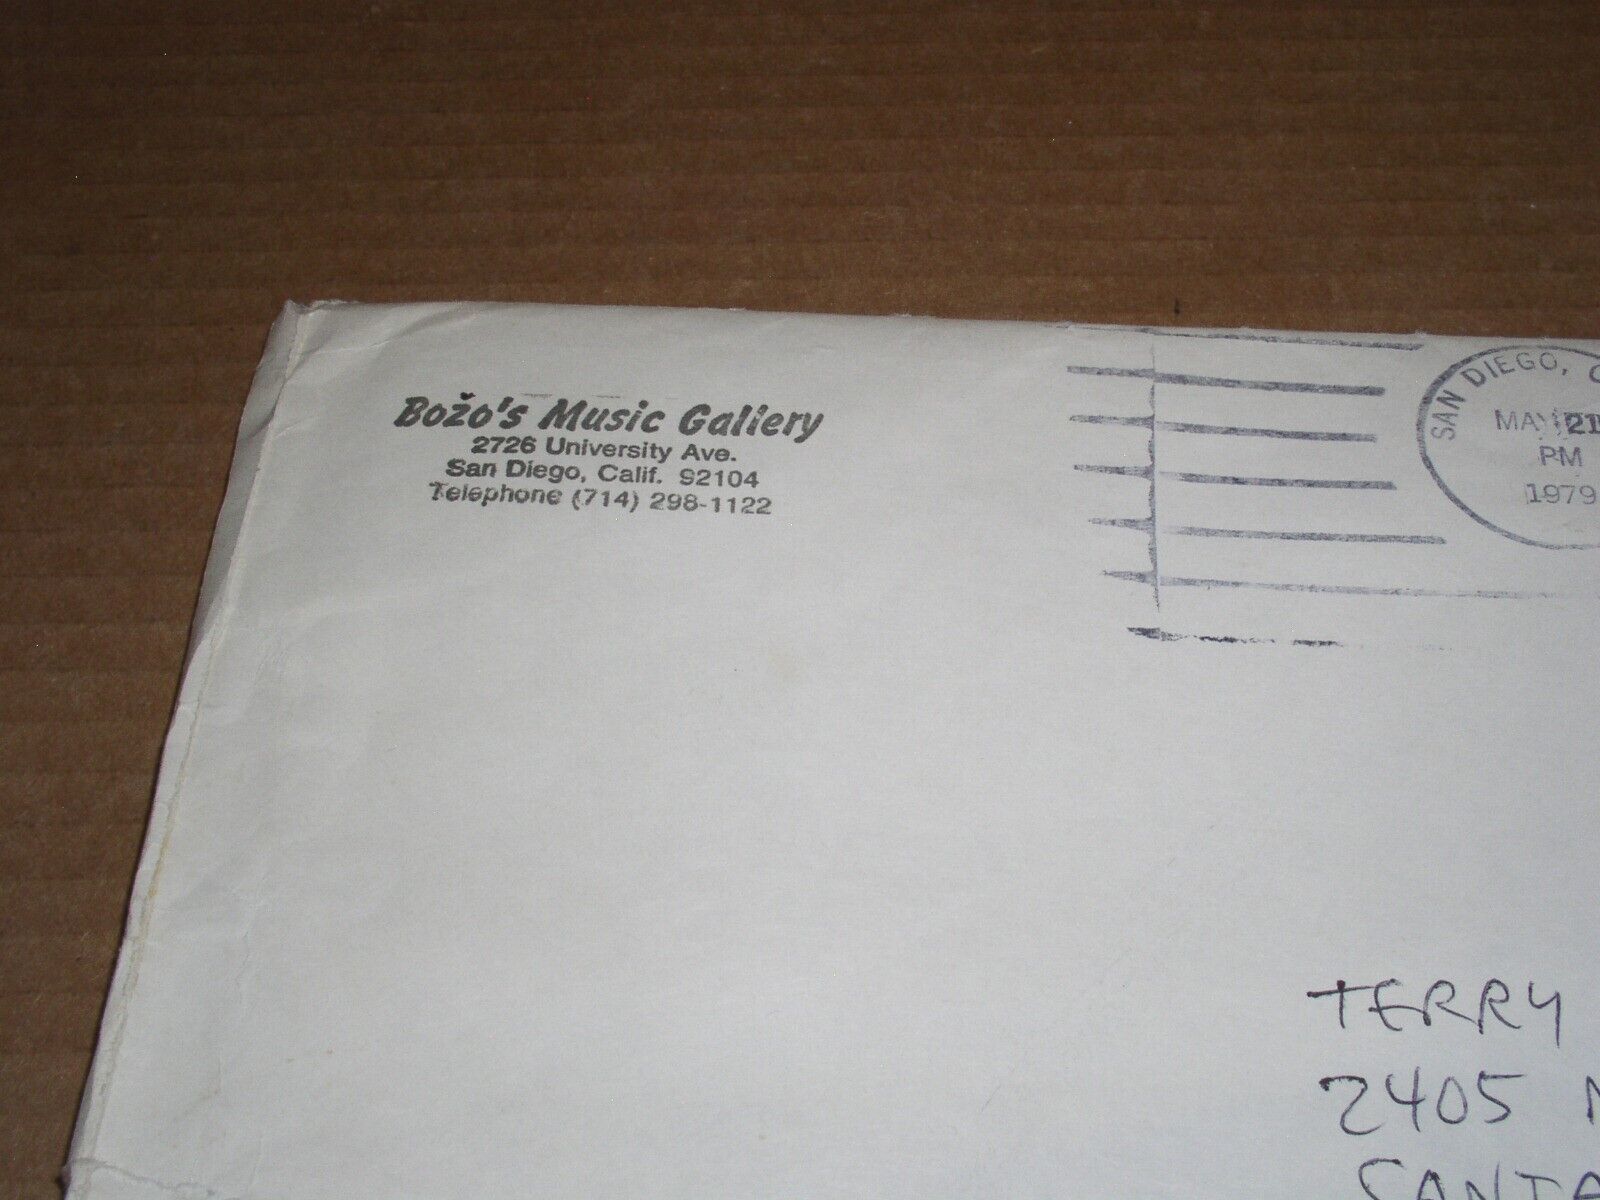 Božo's Music Gallery
2726 University Ave.
San Diego, Calif. 92104
Telephone (714) 298-1122
SAN DIEGO,
MAY 21
PM
1979
TERRY
2405
SANTA